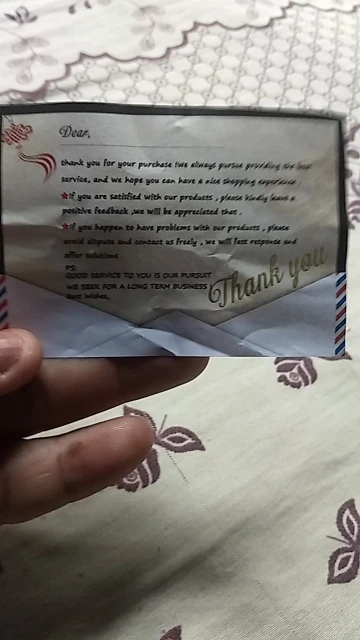 Dear,
thank you for your purchase !we always pursue providing the best
service, and we hope you can have a nice shopping experience
★If you are satisfied with our products , please kindly leave a
positive feedback ,we will be appreciated that .
★If you happen to have problems with our products , please
avoid dispute and contact us freely , we will fast response and
offer solutions .
PS:
GOOD SERVICE TO YOU IS OUR PURSUIT
WE SEEK FOR A LONG TERM BUSINESS
Best wishes,
Thank you